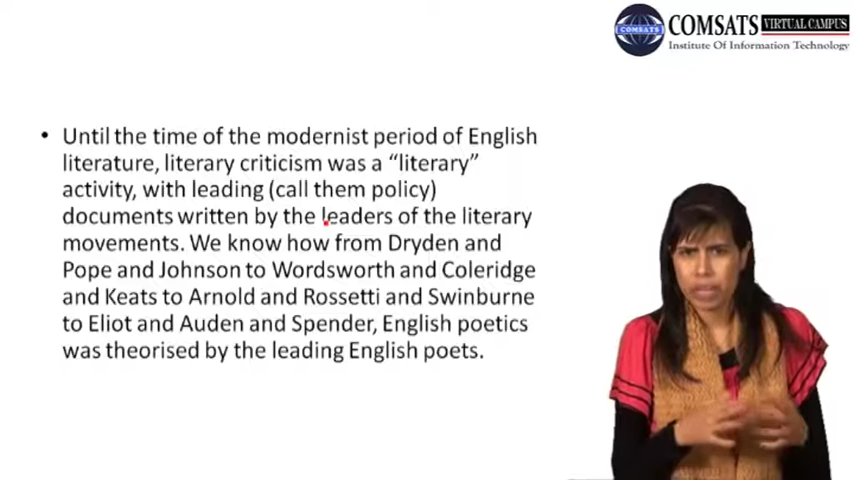 COMSATS VIRTUAL CAMPUS
COMSATS
Institute Of Information Technology
• Until the time of the modernist period of English
literature, literary criticism was a “literary”
activity, with leading (call them policy)
documents written by the leaders of the literary
movements. We know how from Dryden and
Pope and Johnson to Wordsworth and Coleridge
and Keats to Arnold and Rossetti and Swinburne
to Eliot and Auden and Spender, English poetics
was theorised by the leading English poets.